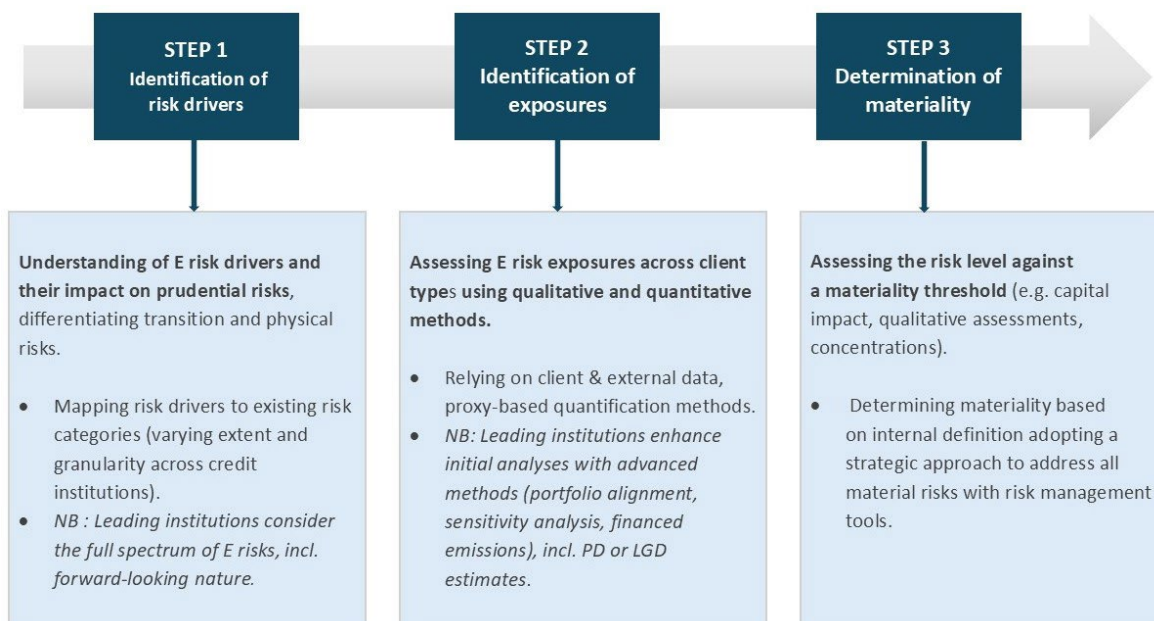 STEP 1
Identification of
risk drivers
STEP 2
Identification of
exposures
STEP 3
Determination of
materiality
Understanding of E risk drivers and
their impact on prudential risks,
differentiating transition and physical
risks.
• Mapping risk drivers to existing risk
categories (varying extent and
granularity across credit
institutions).
• NB : Leading institutions consider
the full spectrum of E risks, incl.
forward-looking nature.
Assessing E risk exposures across client
types using qualitative and quantitative
methods.
• Relying on client & external data,
proxy-based quantification methods.
• NB: Leading institutions enhance
initial analyses with advanced
methods (portfolio alignment,
sensitivity analysis, financed
emissions), incl. PD or LGD
estimates.
Assessing the risk level against
a materiality threshold (e.g. capital
impact, qualitative assessments,
concentrations).
• Determining materiality based
on internal definition adopting a
strategic approach to address all
material risks with risk management
tools.